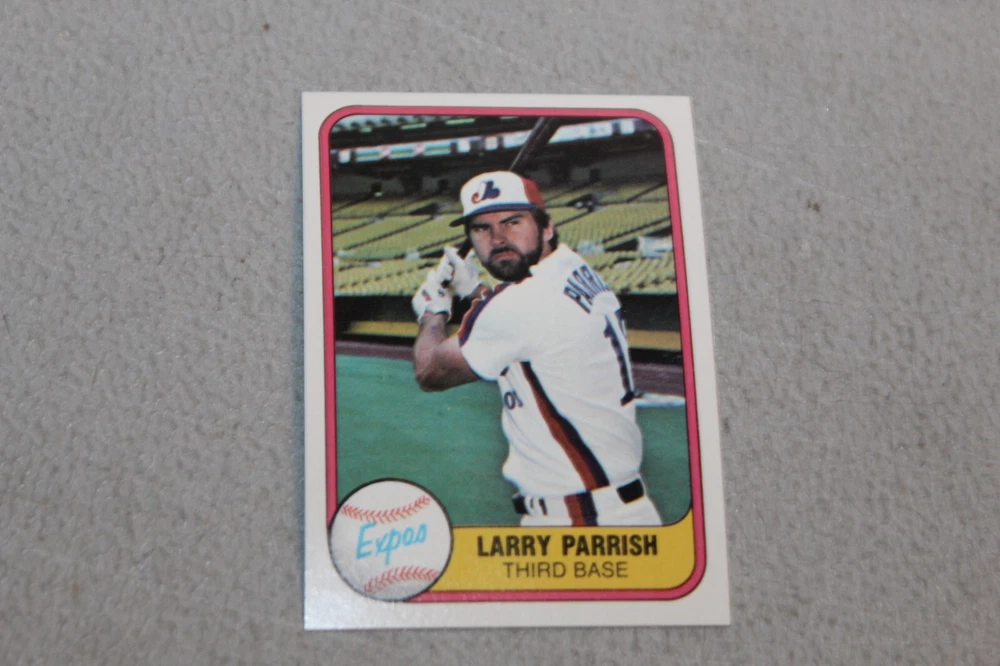 Expos
LARRY PARRISH
THIRD BASE